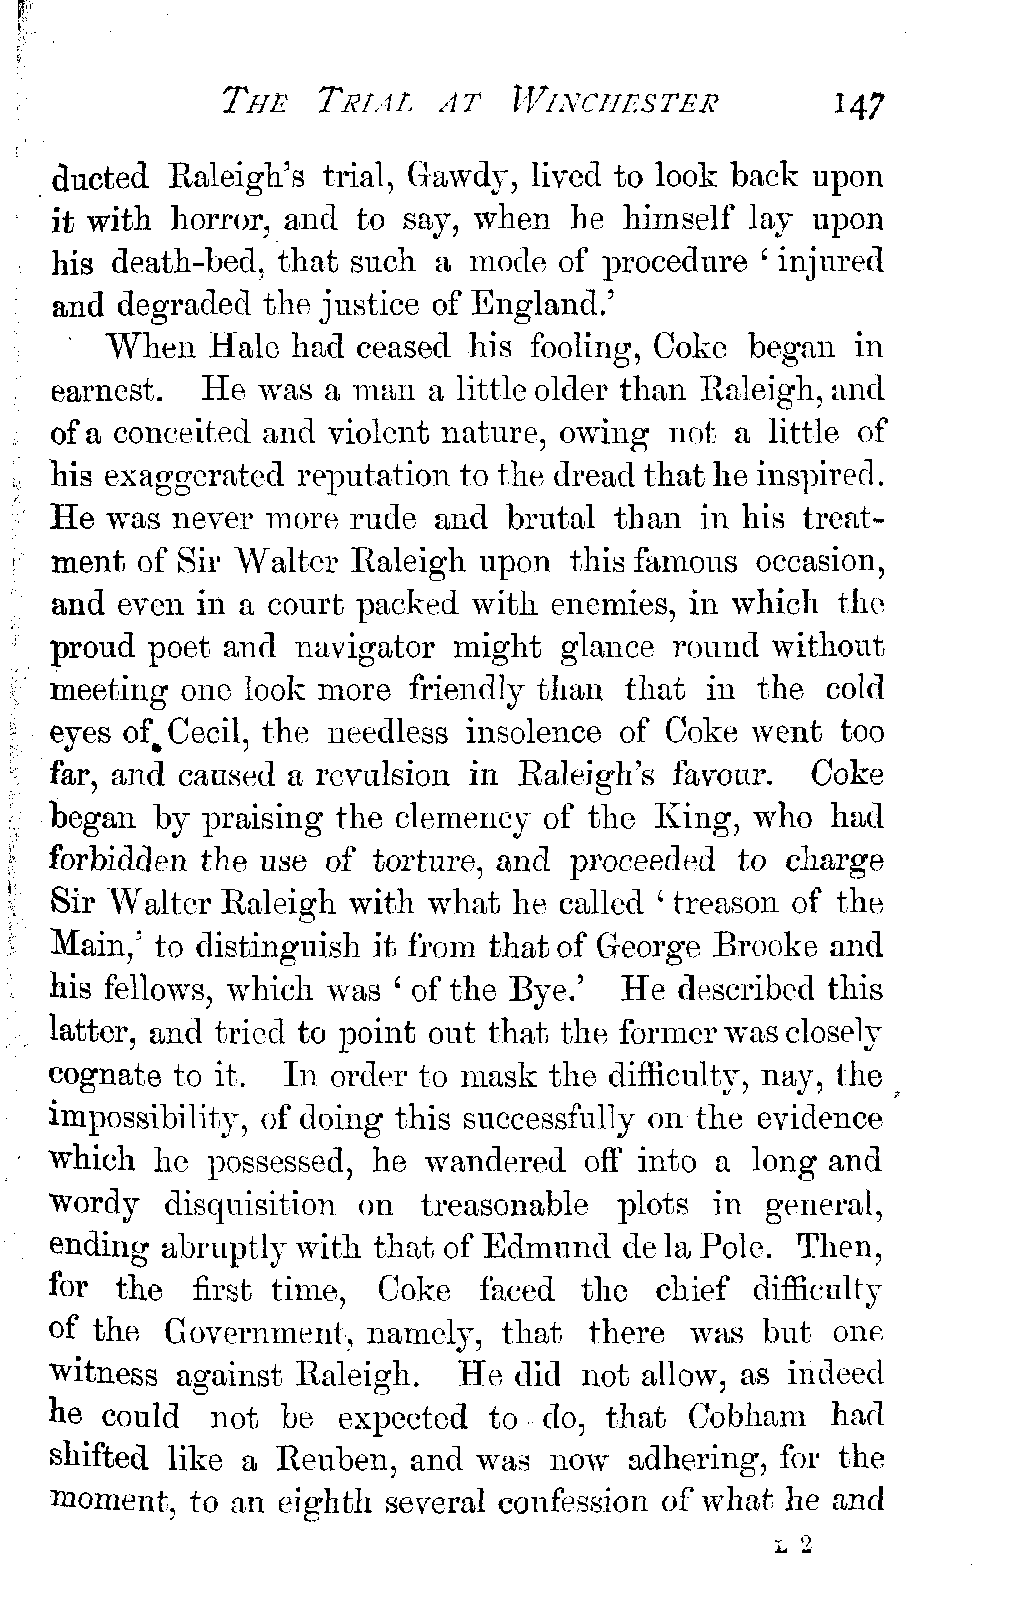 THE TRIAL AT WINCHESTER 147
ducted Raleigh's trial, Gawdy, lived to look back upon
it with horror, and to say, when he himself lay upon
his death-bed, that such a mode of procedure ‘ injured
and degraded the justice of England.’
When Hale had ceased his fooling, Coke began in
earnest. He was a man a little older than Raleigh, and
of a conceited and violent nature, owing not a little of
his exaggerated reputation to the dread that he inspired.
He was never more rude and brutal than in his treat-
ment of Sir Walter Raleigh upon this famous occasion,
and even in a court packed with enemies, in which the
proud poet and navigator might glance round without
meeting one look more friendly than that in the cold
eyes of Cecil, the needless insolence of Coke went too
far, and caused a revulsion in Raleigh's favour. Coke
began by praising the clemency of the King, who had
forbidden the use of torture, and proceeded to charge
Sir Walter Raleigh with what he called ‘ treason of the
Main,’ to distinguish it from that of George Brooke and
his fellows, which was ‘ of the Bye.’ He described this
latter, and tried to point out that the former was closely
cognate to it. In order to mask the difficulty, nay, the
impossibility, of doing this successfully on the evidence
which he possessed, he wandered off into a long and
wordy disquisition on treasonable plots in general,
ending abruptly with that of Edmund de la Pole. Then,
for the first time, Coke faced the chief difficulty
of the Government, namely, that there was but one
witness against Raleigh. He did not allow, as indeed
he could not be expected to do, that Cobham had
shifted like a Reuben, and was now adhering, for the
moment, to an eighth several confession of what he and
L 2